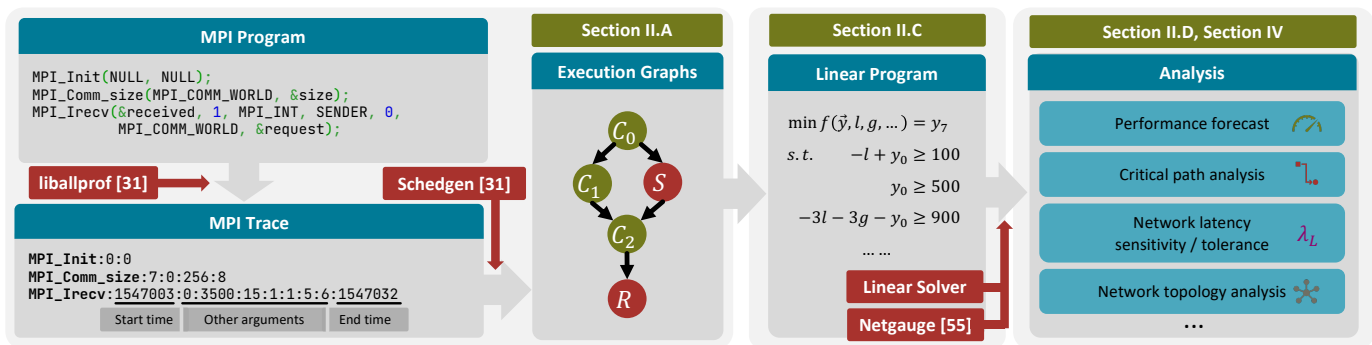 MPI Program
MPI_Init(NULL, NULL);
MPI_Comm_size(MPI_COMM_WORLD, &size);
MPI_Irecv(&received, 1, MPI_INT, SENDER, 0,
MPI_COMM_WORLD, &request);
liballprof [31]
Schedgen [31]
MPI Trace
MPI_Init:0:0
MPI_Comm_size:7:0:256:8
MPI_Irecv:1547003:0:3500:15:1:1:5:6:1547032
Start time
Other arguments
End time
Section II.A
Execution Graphs
C0
C1
S
C2
R
Section II.C
Linear Program
min f(y⃗, l, g, …) = y7
s.t. −l + y0 ≥ 100
y0 ≥ 500
−3l − 3g − y0 ≥ 900
… …
Linear Solver
Netgauge [55]
Section II.D, Section IV
Analysis
Performance forecast
Critical path analysis
Network latency
sensitivity / tolerance
λL
Network topology analysis
…